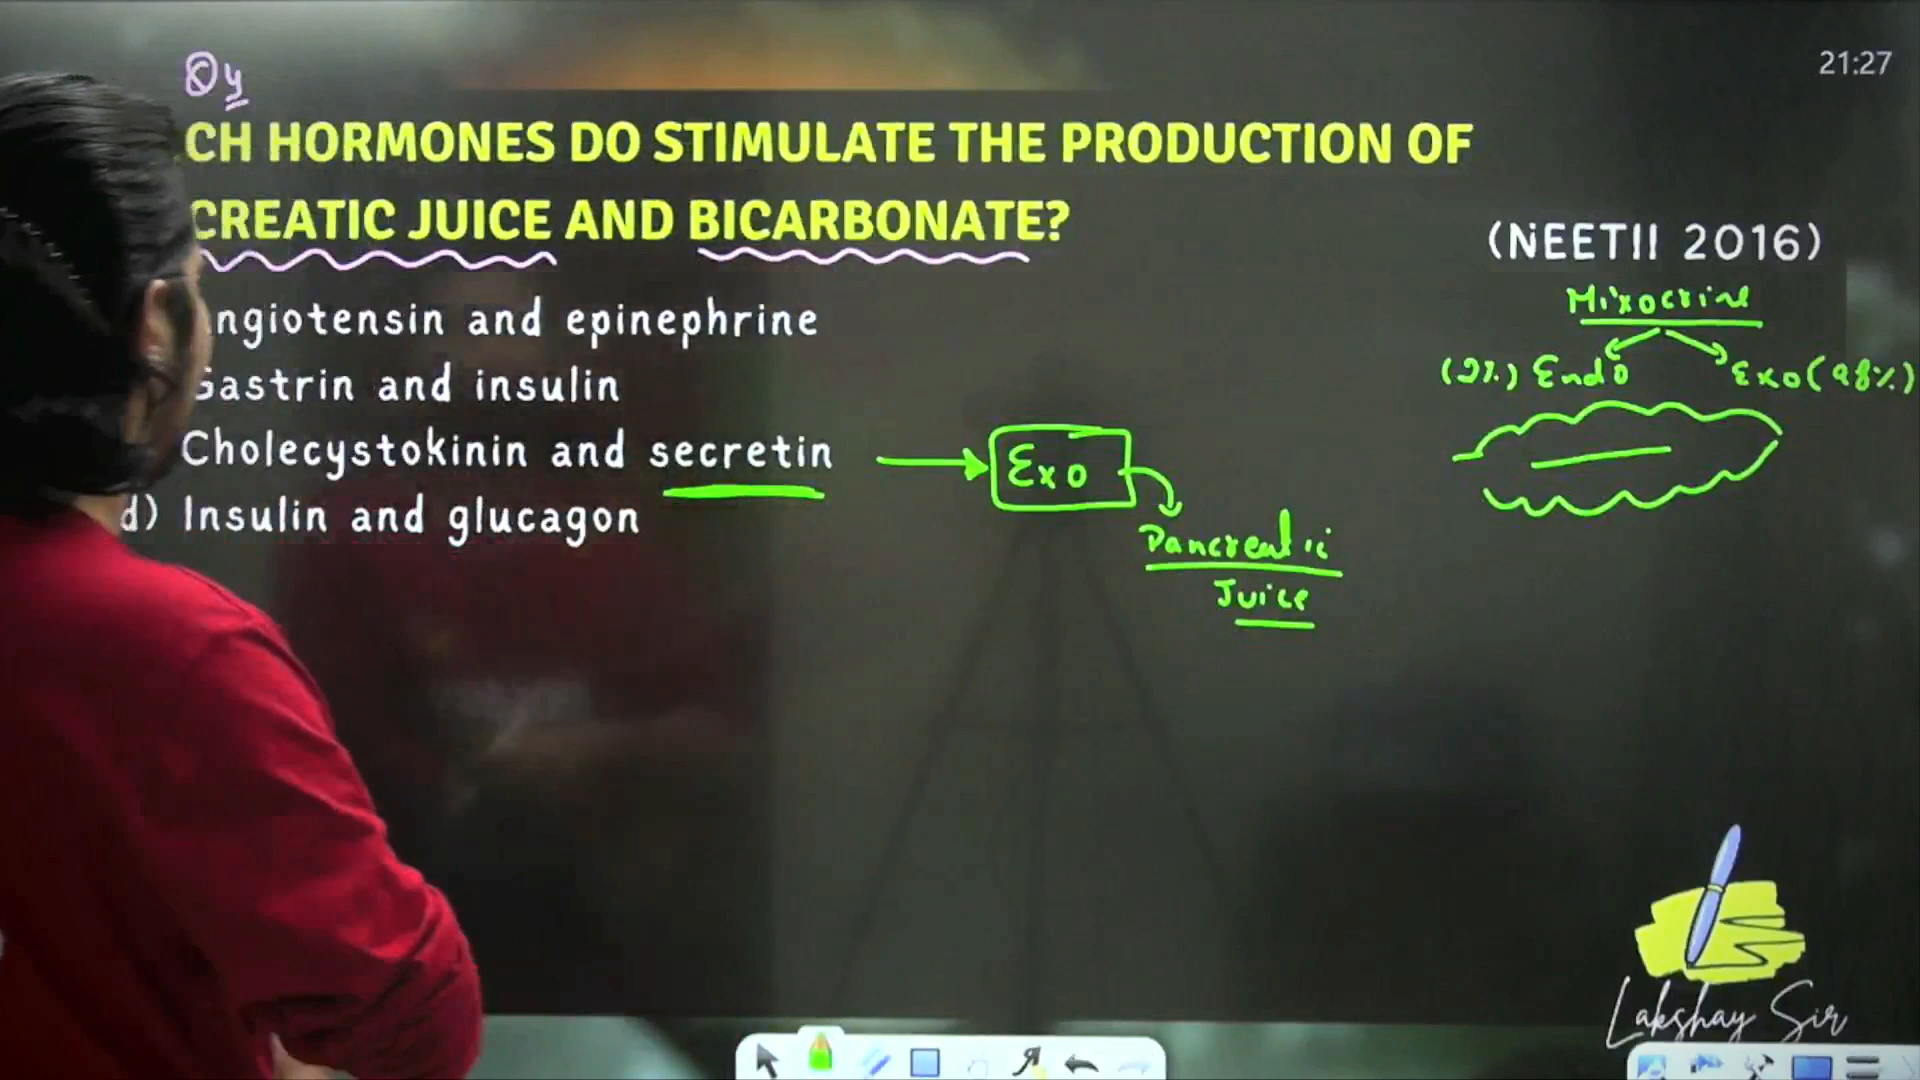 Qy
21:27
CH HORMONES DO STIMULATE THE PRODUCTION OF
CREATIC JUICE AND BICARBONATE?
(NEETII 2016)
ngiotensin and epinephrine
Gastrin and insulin
Cholecystokinin and secretin
d) Insulin and glucagon
Mixocrine
(2%) Endo
Exo (98%)
Exo
Pancreatic
Juice
Lakshay Sir